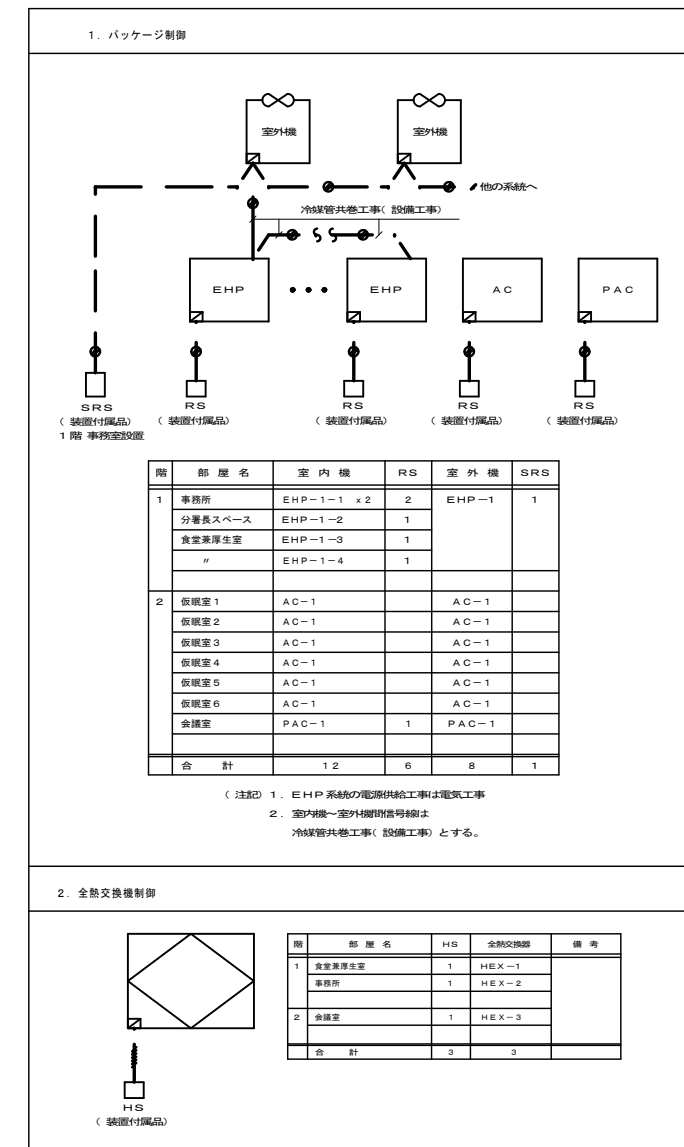 1. パッケージ制御
室外機 室外機
他の系統へ
冷媒管共巻工事( 設備工事)
EHP EHP AC PAC
SRS RS RS RS RS
( 装置付属品) ( 装置付属品) ( 装置付属品) ( 装置付属品) ( 装置付属品)
1階 事務室設置
階 部屋名 室内機 RS 室外機 SRS
1 事務所 EHP-1-1 x2 2 EHP-1 1
分署長スペース EHP-1-2 1
食堂兼厚生室 EHP-1-3 1
〃 EHP-1-4 1
2 仮眠室1 AC-1 AC-1
仮眠室2 AC-1 AC-1
仮眠室3 AC-1 AC-1
仮眠室4 AC-1 AC-1
仮眠室5 AC-1 AC-1
仮眠室6 AC-1 AC-1
会議室 PAC-1 1 PAC-1
合計 12 6 8 1
( 注記) 1. EHP系統の電源供給工事は電気工事
2. 室内機～室外機間信号線は
冷媒管共巻工事( 設備工事) とする。
2. 全熱交換機制御
階 部屋名 HS 全熱交換器 備考
1 食堂兼厚生室 1 HEX-1
事務所 1 HEX-2
2 会議室 1 HEX-3
合計 3 3
HS
( 装置付属品)